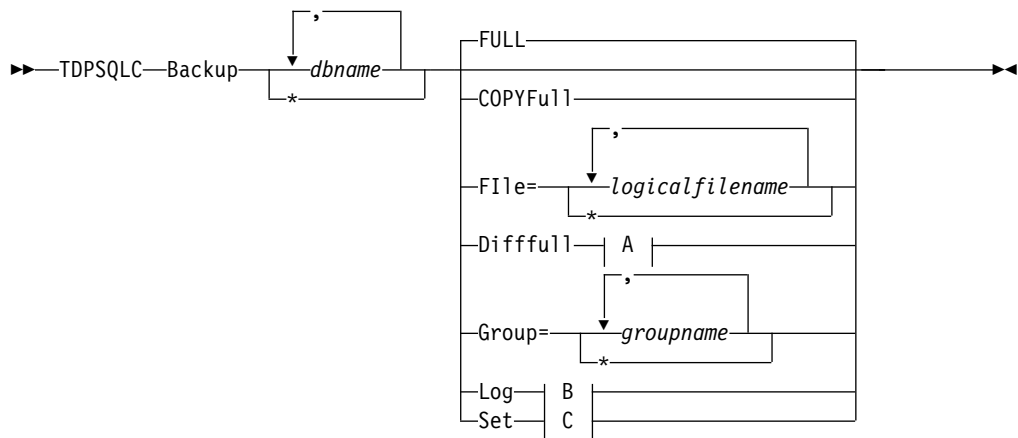 ,
FULL
TDPSQLC Backup dbname
*
COPYFull
,
FIle= logicalfilename
*
Difffull A
,
Group= groupname
*
Log B
Set C